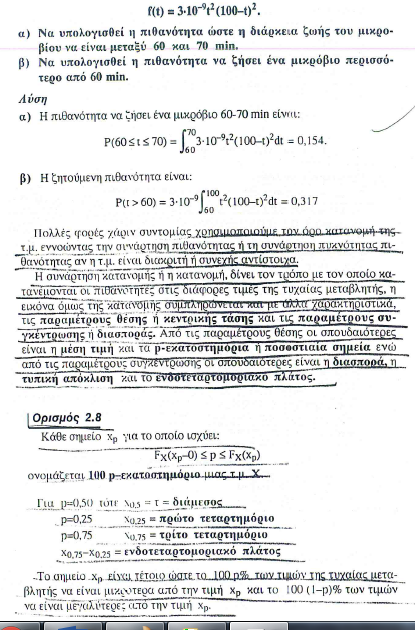 f(t) = 3·10⁻⁹t²(100–t)².
α) Να υπολογισθεί η πιθανότητα ώστε η διάρκεια ζωής του μικρο-
βίου να είναι μεταξύ 60 και 70 min.
β) Να υπολογισθεί η πιθανότητα να ζήσει ένα μικρόβιο περισσό-
τερο από 60 min.
Λύση
α) Η πιθανότητα να ζήσει ένα μικρόβιο 60-70 min είναι:
P(60≤t≤70) = ∫₆₀⁷⁰ 3·10⁻⁹t²(100–t)²dt = 0,154.
β) Η ζητούμενη πιθανότητα είναι:
P(t > 60) = 3·10⁻⁹ ∫₆₀¹⁰⁰ t²(100–t)²dt = 0,317
Πολλές φορές χάριν συντομίας χρησιμοποιούμε τον όρο κατανομή της
τ.μ. εννοώντας την συνάρτηση πιθανότητας ή τη συνάρτηση πυκνότητας πι-
θανότητας αν η τ.μ. είναι διακριτή ή συνεχής αντίστοιχα.
Η συνάρτηση κατανομής ή η κατανομή, δίνει τον τρόπο με τον οποίο κα-
τανέμονται οι πιθανότητες στις διάφορες τιμές της τυχαίας μεταβλητής, η
εικόνα όμως της κατανομής συμπληρώνεται και με άλλα χαρακτηριστικά,
τις παραμέτρους θέσης ή κεντρικής τάσης και τις παραμέτρους συ-
γκέντρωσης ή διασποράς. Από τις παραμέτρους θέσης οι σπουδαιότερες
είναι η μέση τιμή και τα p-εκατοστημόρια ή ποσοστιαία σημεία ενώ
από τις παραμέτρους συγκέντρωσης οι σπουδαιότερες είναι η διασπορά, η
τυπική απόκλιση και το ενδοτεταρτομοριακό πλάτος.
Ορισμός 2.8
Κάθε σημείο xₚ για το οποίο ισχύει:
Fₓ(xₚ–0) ≤ p ≤ Fₓ(xₚ)
ονομάζεται 100 p–εκατοστημόριο μιας τ.μ. X.
Για p=0,50 τότε x₀,₅ = τ = διάμεσος
p=0,25 x₀,₂₅ = πρώτο τεταρτημόριο
p=0,75 x₀,₇₅ = τρίτο τεταρτημόριο
x₀,₇₅–x₀,₂₅ = ενδοτεταρτομοριακό πλάτος
Το σημείο xₚ είναι τέτοιο ώστε το 100 p% των τιμών της τυχαίας μετα-
βλητής να είναι μικρότερα από την τιμή xₚ και το 100 (1–p)% των τιμών
να είναι μεγαλύτερες από την τιμή xₚ.